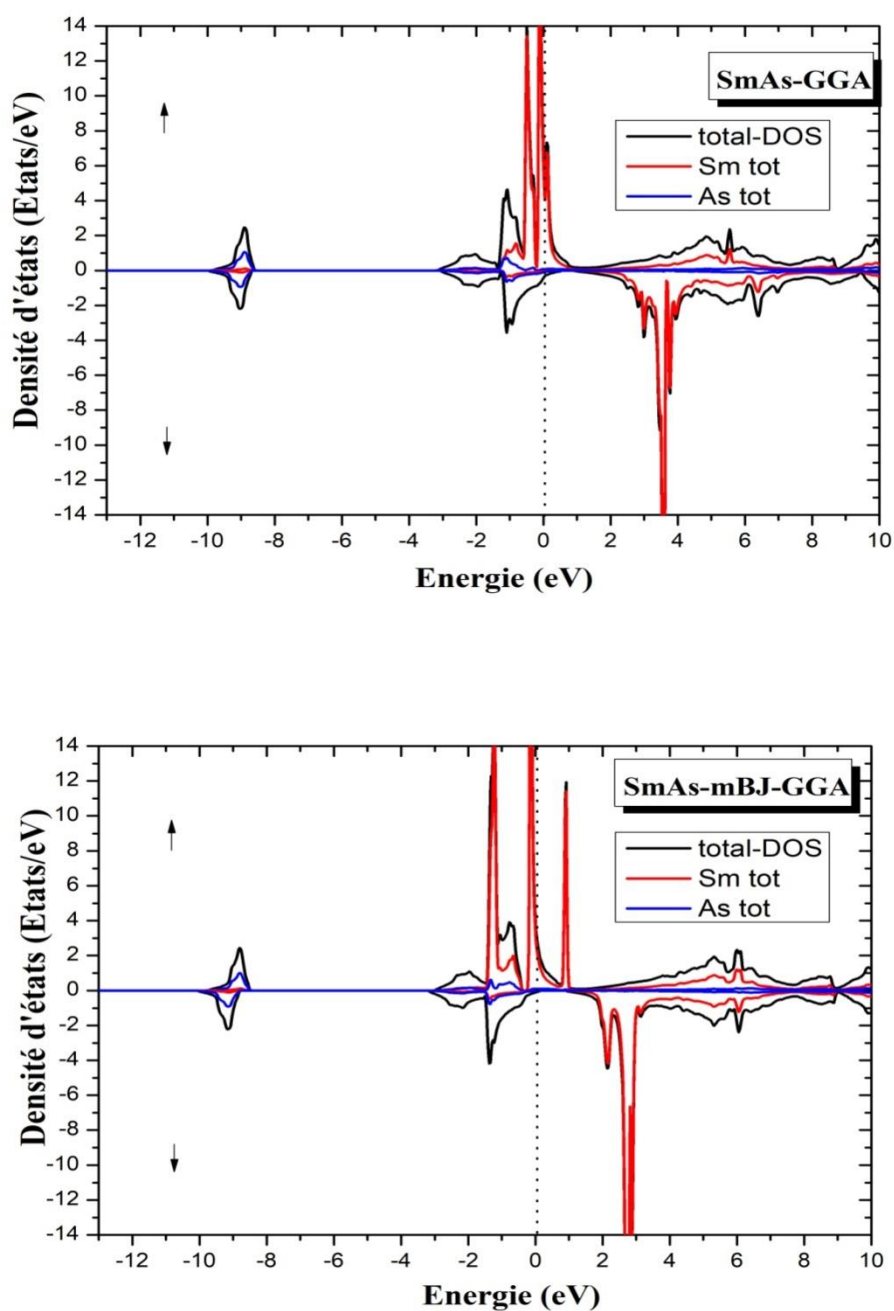 SmAs-GGA
total-DOS
Sm tot
As tot
Densité d'états (Etats/eV)
14
12
10
8
6
4
2
0
-2
-4
-6
-8
-10
-12
-14
-12 -10 -8 -6 -4 -2 0 2 4 6 8 10
Energie (eV)
SmAs-mBJ-GGA
total-DOS
Sm tot
As tot
Densité d'états (Etats/eV)
14
12
10
8
6
4
2
0
-2
-4
-6
-8
-10
-12
-14
-12 -10 -8 -6 -4 -2 0 2 4 6 8 10
Energie (eV)